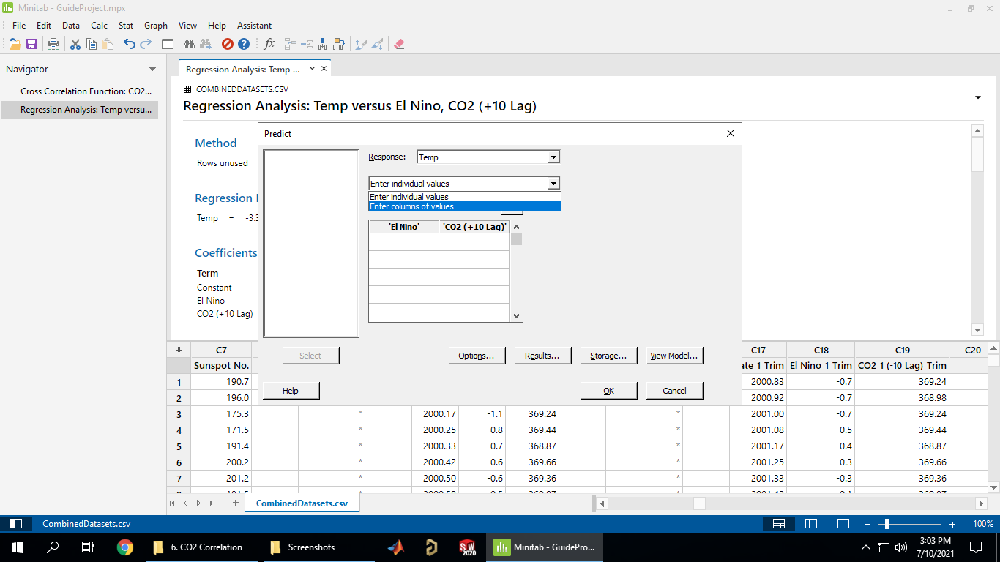 Minitab - GuideProject.mpx
File Edit Data Calc Stat Graph View Help Assistant
Navigator
Cross Correlation Function: CO2...
Regression Analysis: Temp versu...
Regression Analysis: Temp ...
COMBINEDDATASETS.CSV
Regression Analysis: Temp versus El Nino, CO2 (+10 Lag)
Method
Rows unused
Regression
Temp = -3.3
Coefficients
Term
Constant
El Nino
CO2 (+10 Lag)
Predict
Response: Temp
Enter individual values
Enter individual values
Enter columns of values
'El Nino' 'CO2 (+10 Lag)'
Select Options... Results... Storage... View Model...
Help OK Cancel
C7 C17 C18 C19 C20
Sunspot No. ate_1_Trim El Nino_1_Trim CO2_1 (-10 Lag)_Trim
1 190.7 2000.83 -0.7 369.24
2 196.0 2000.92 -0.7 368.98
3 175.3 * 2000.17 -1.1 369.24 * 2001.00 -0.7 369.24
4 171.5 * 2000.25 -0.8 369.44 * 2001.08 -0.5 369.44
5 191.4 * 2000.33 -0.7 368.87 * 2001.17 -0.4 368.87
6 200.2 * 2000.42 -0.6 369.66 * 2001.25 -0.3 369.66
7 201.2 * 2000.50 -0.6 369.36 * 2001.33 -0.3 369.36
CombinedDatasets.csv
CombinedDatasets.csv
100%
6. CO2 Correlation
Screenshots
SW 2020
Minitab - GuidePro...
3:03 PM
7/10/2021